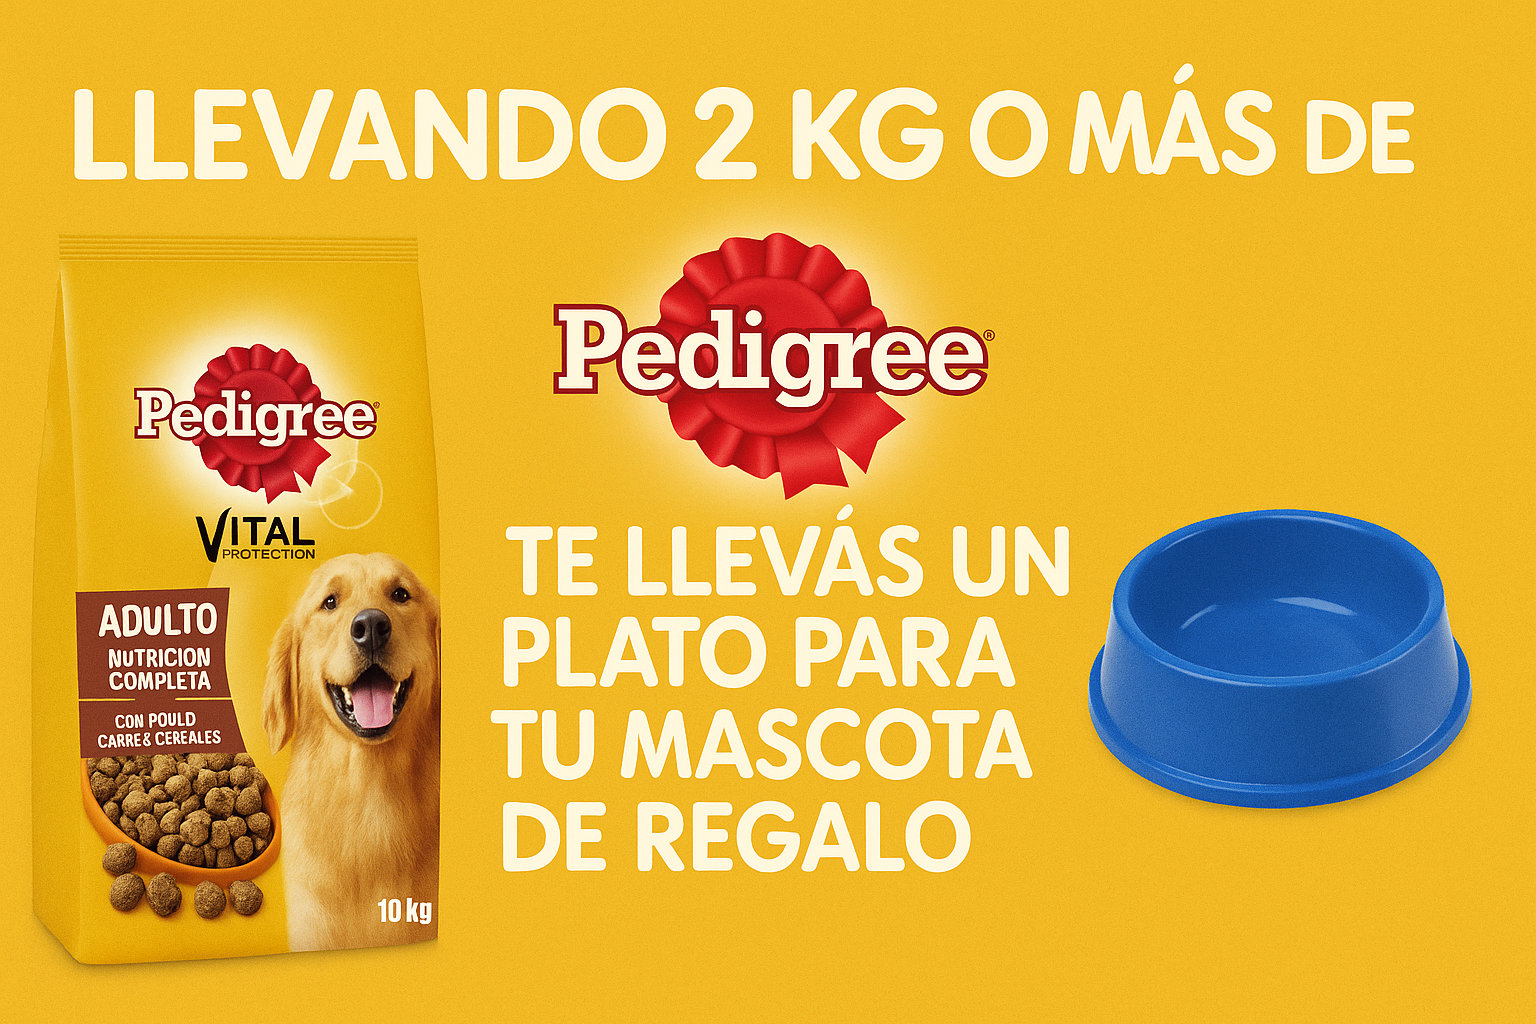 LLEVANDO 2 KG O MÁS DE
Pedigree®
TE LLEVÁS UN
PLATO PARA
TU MASCOTA
DE REGALO
Pedigree®
VITAL
PROTECTION
ADULTO
NUTRICION
COMPLETA
CON POULD
CARRE& CEREALES
10 kg